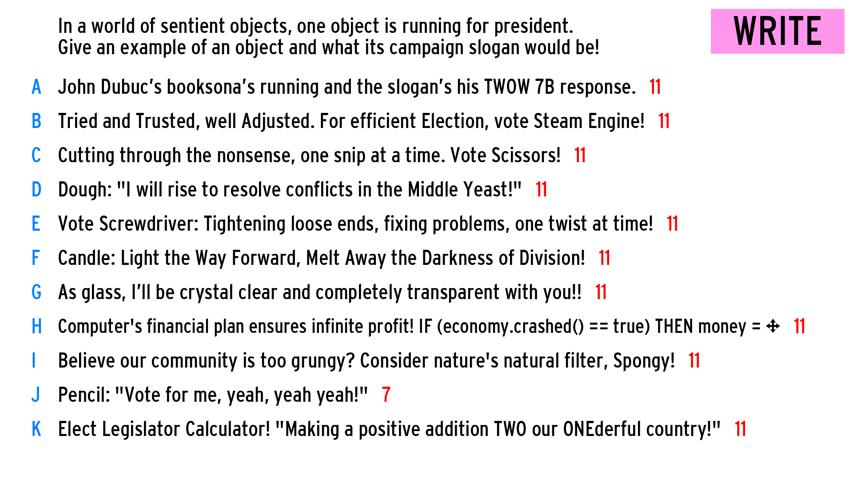 In a world of sentient objects, one object is running for president.
Give an example of an object and what its campaign slogan would be!
WRITE
A John Dubuc's booksona's running and the slogan's his TWOW 7B response. 11
B Tried and Trusted, well Adjusted. For efficient Election, vote Steam Engine! 11
C Cutting through the nonsense, one snip at a time. Vote Scissors! 11
D Dough: "I will rise to resolve conflicts in the Middle Yeast!" 11
E Vote Screwdriver: Tightening loose ends, fixing problems, one twist at time! 11
F Candle: Light the Way Forward, Melt Away the Darkness of Division! 11
G As glass, I'll be crystal clear and completely transparent with you!! 11
H Computer's financial plan ensures infinite profit! IF (economy.crashed() == true) THEN money = ✢ 11
I Believe our community is too grungy? Consider nature's natural filter, Spongy! 11
J Pencil: "Vote for me, yeah, yeah yeah!" 7
K Elect Legislator Calculator! "Making a positive addition TWO our ONEderful country!" 11